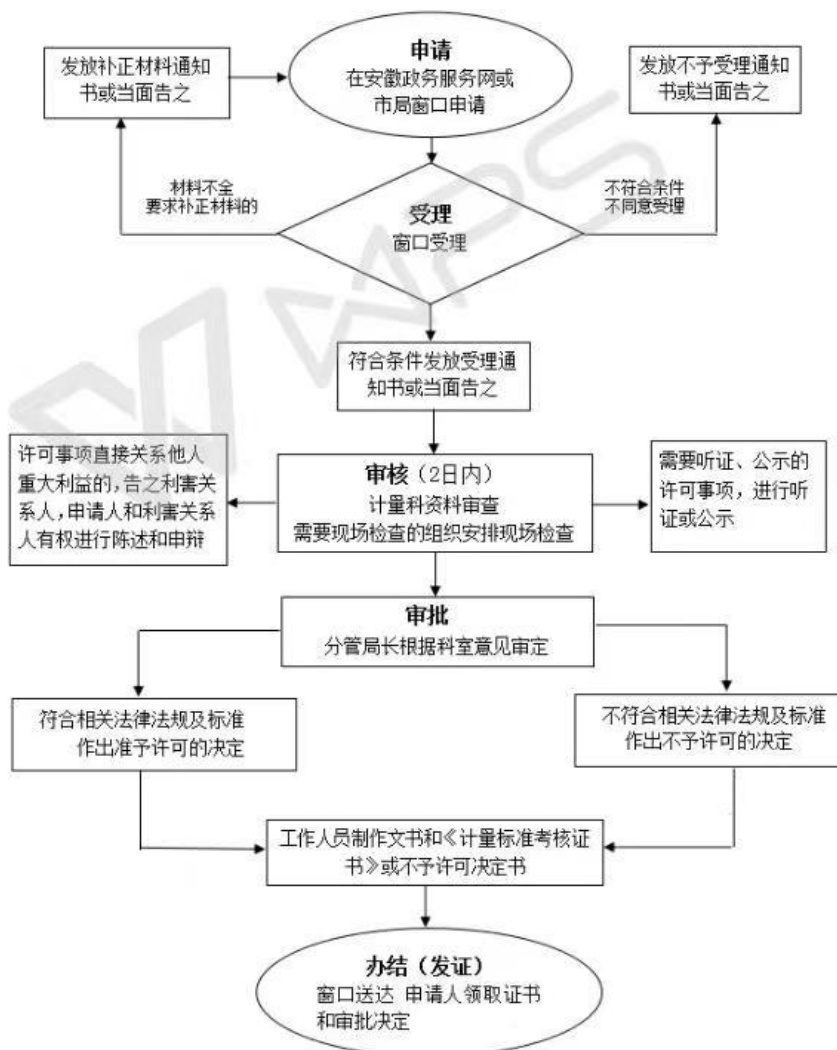 申请
在安徽政务服务网或
市局窗口申请
发放补正材料通知
书或当面告之
发放不予受理通知
书或当面告之
材料不全
要求补正材料的
受理
窗口受理
不符合条件
不同意受理
符合条件发放受理通
知书或当面告之
许可事项直接关系他人
重大利益的，告之利害关
系人，申请人和利害关系
人有权进行陈述和申辩
审核（2日内）
计量科资料审查
需要现场检查的组织安排现场检查
需要听证、公示的
许可事项，进行听
证或公示
审批
分管局长根据科室意见审定
符合相关法律法规及标准
作出准予许可的决定
不符合相关法律法规及标准
作出不予许可的决定
工作人员制作文书和《计量标准考核证
书》或不予许可决定书
办结（发证）
窗口送达 申请人领取证书
和审批决定
WPS